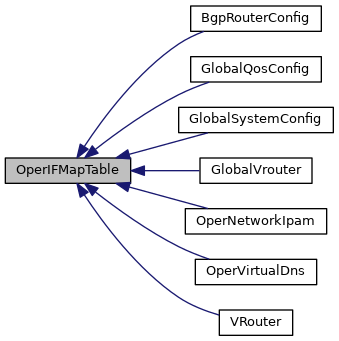 BgpRouterConfig
GlobalQosConfig
GlobalSystemConfig
OperIFMapTable
GlobalVrouter
OperNetworkIpam
OperVirtualDns
VRouter